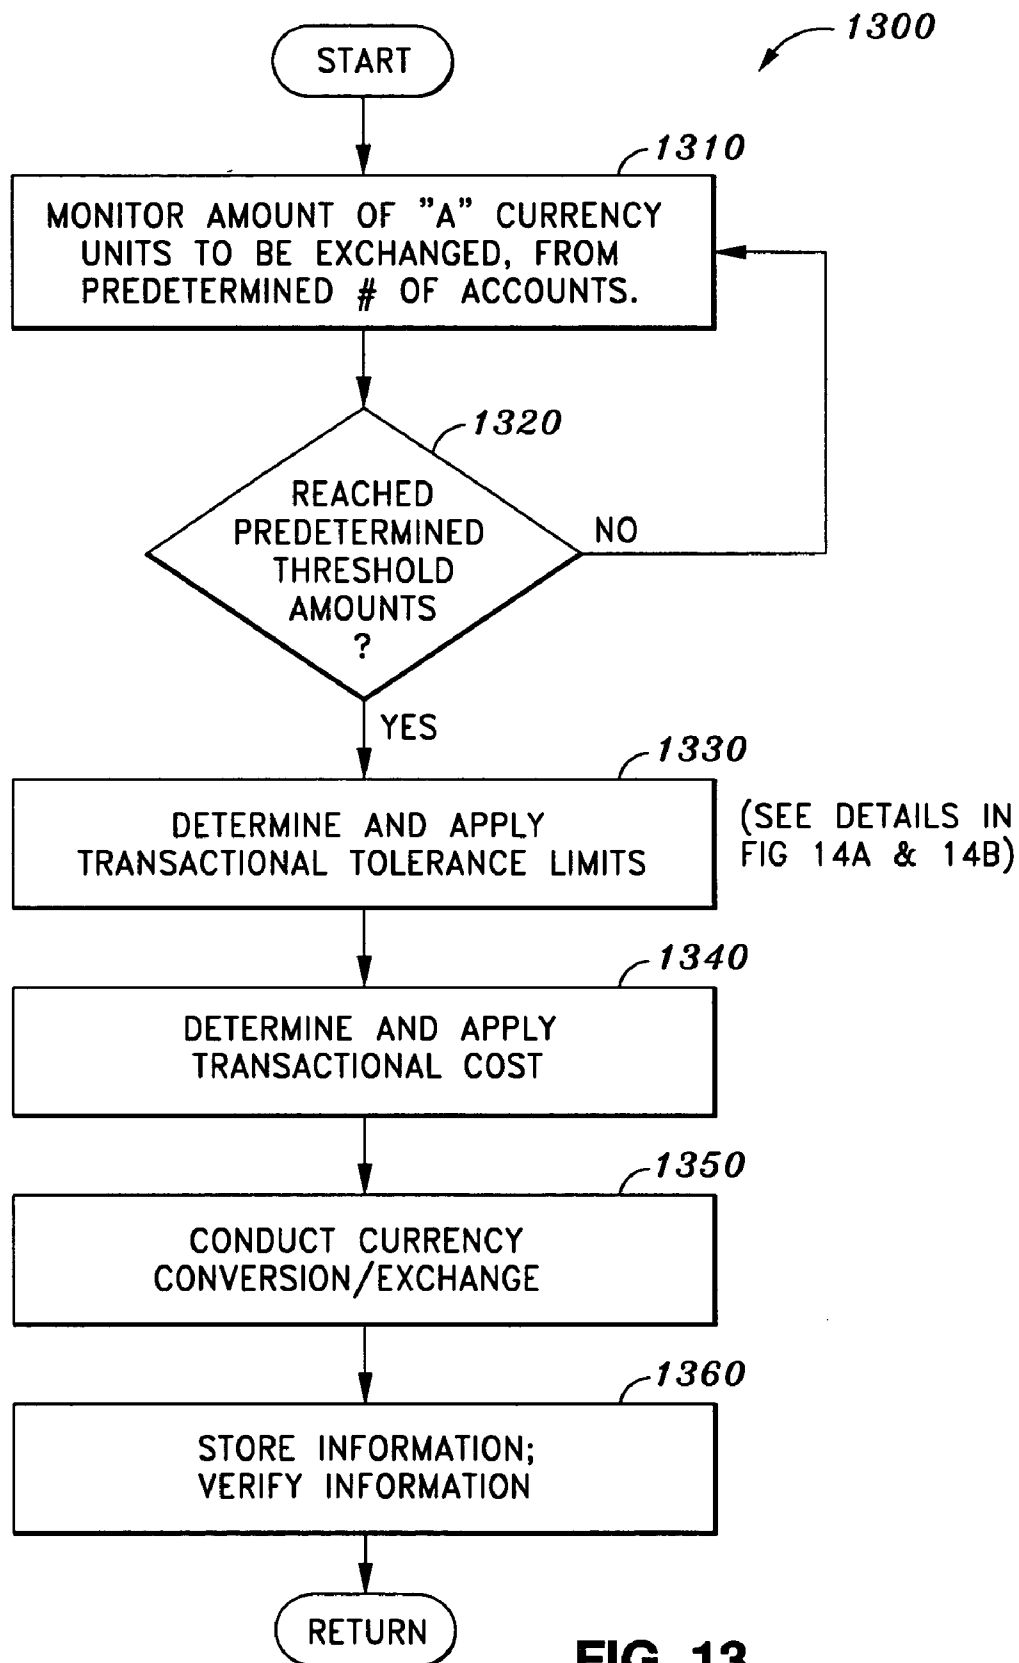 1300
START
1310
MONITOR AMOUNT OF "A" CURRENCY
UNITS TO BE EXCHANGED, FROM
PREDETERMINED # OF ACCOUNTS.
1320
REACHED
PREDETERMINED
THRESHOLD
AMOUNTS
?
NO
YES
1330
DETERMINE AND APPLY
TRANSACTIONAL TOLERANCE LIMITS
(SEE DETAILS IN
FIG 14A & 14B)
1340
DETERMINE AND APPLY
TRANSACTIONAL COST
1350
CONDUCT CURRENCY
CONVERSION/EXCHANGE
1360
STORE INFORMATION;
VERIFY INFORMATION
RETURN
FIG. 13